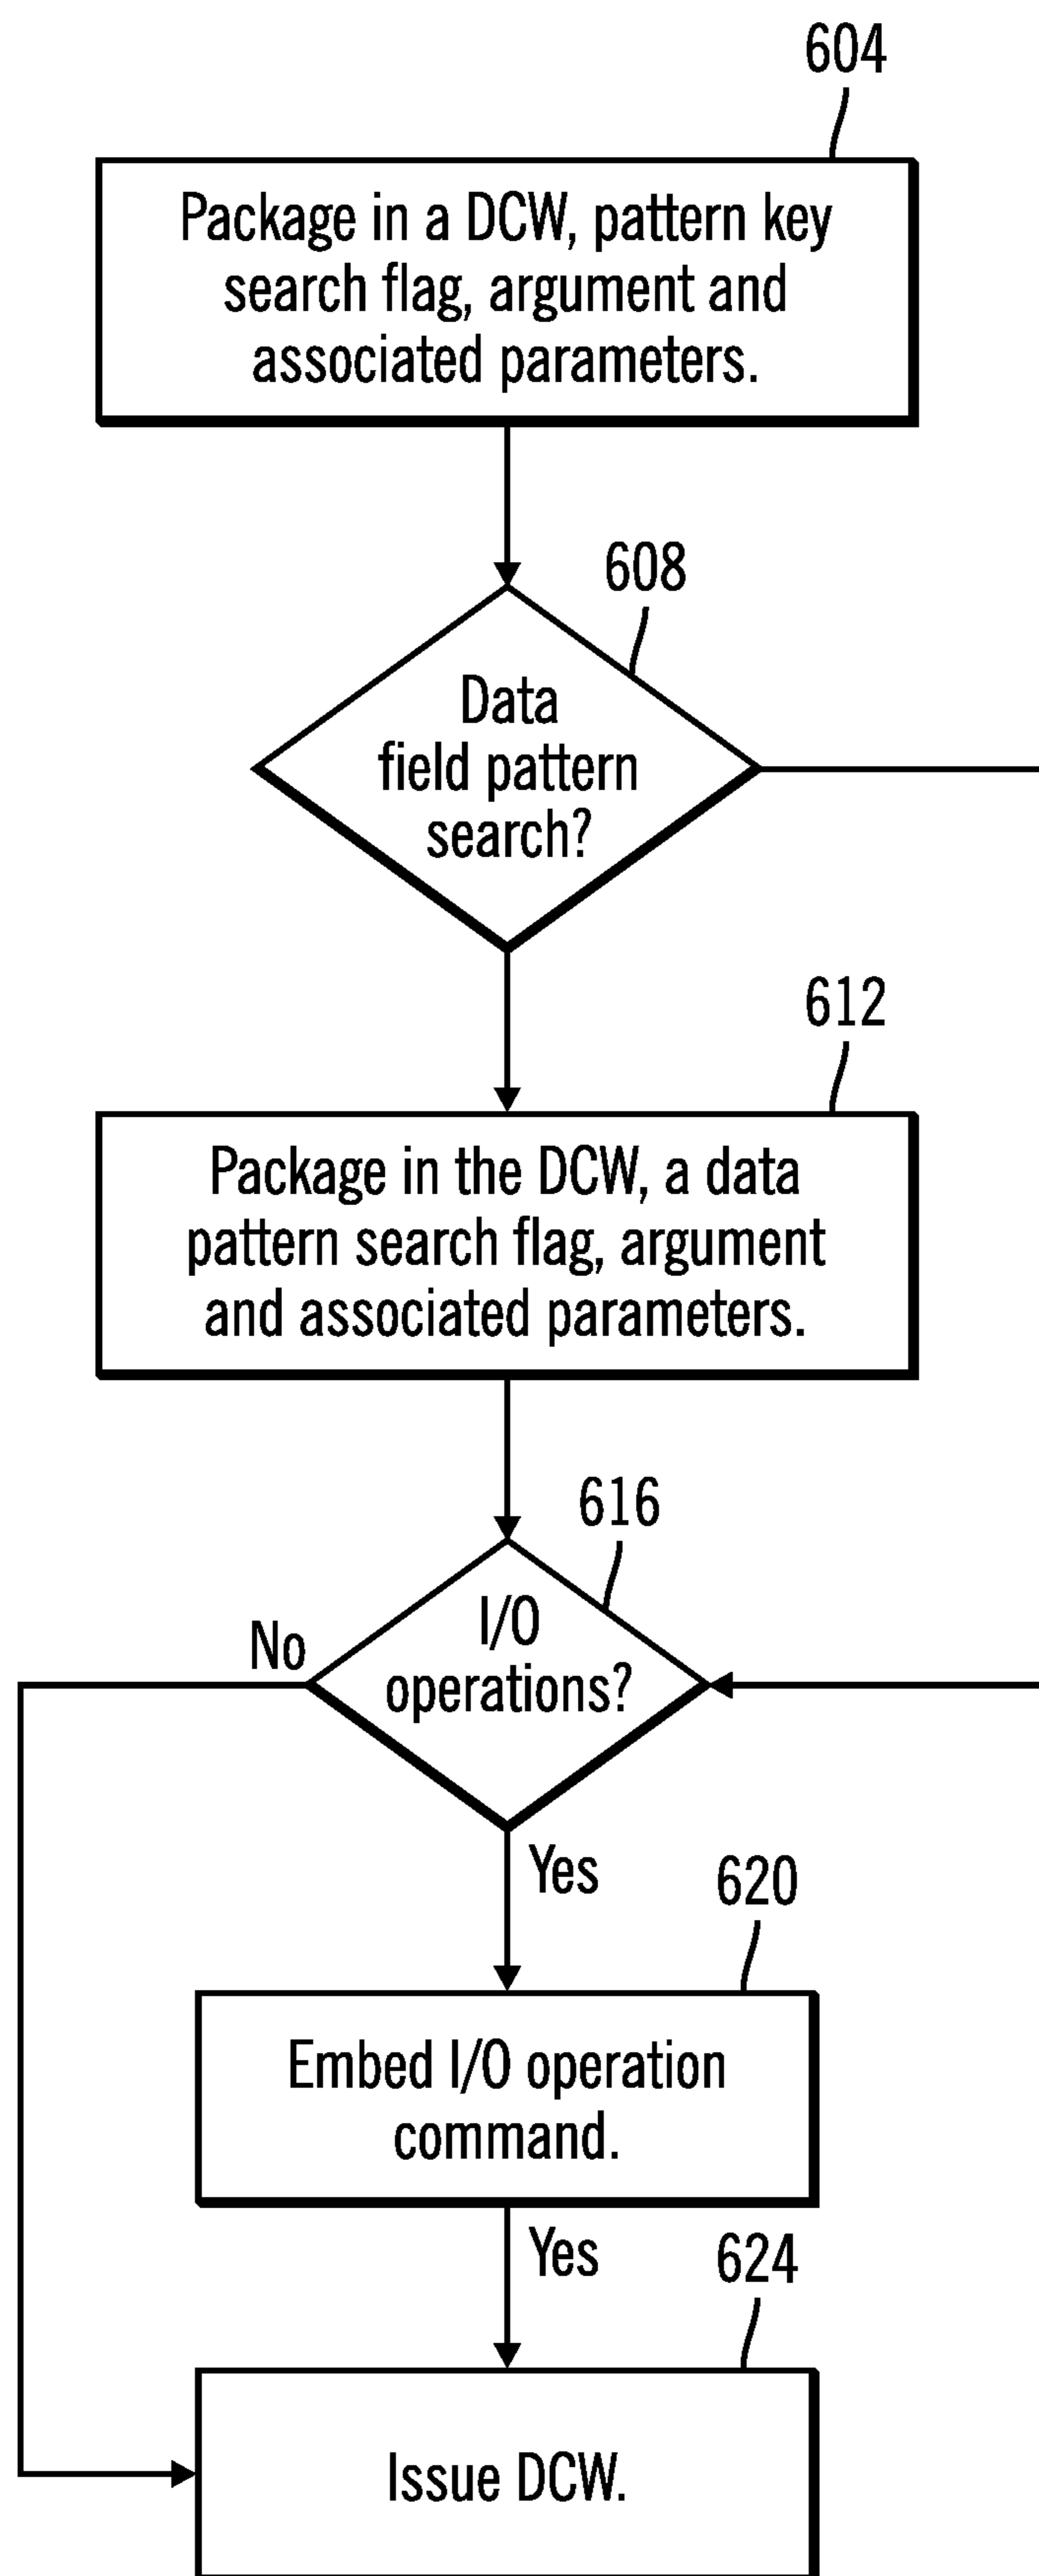 604
Package in a DCW, pattern key
search flag, argument and
associated parameters.
608
Data
field pattern
search?
612
Package in the DCW, a data
pattern search flag, argument
and associated parameters.
616
I/O
operations?
No
Yes
620
Embed I/O operation
command.
Yes
624
Issue DCW.